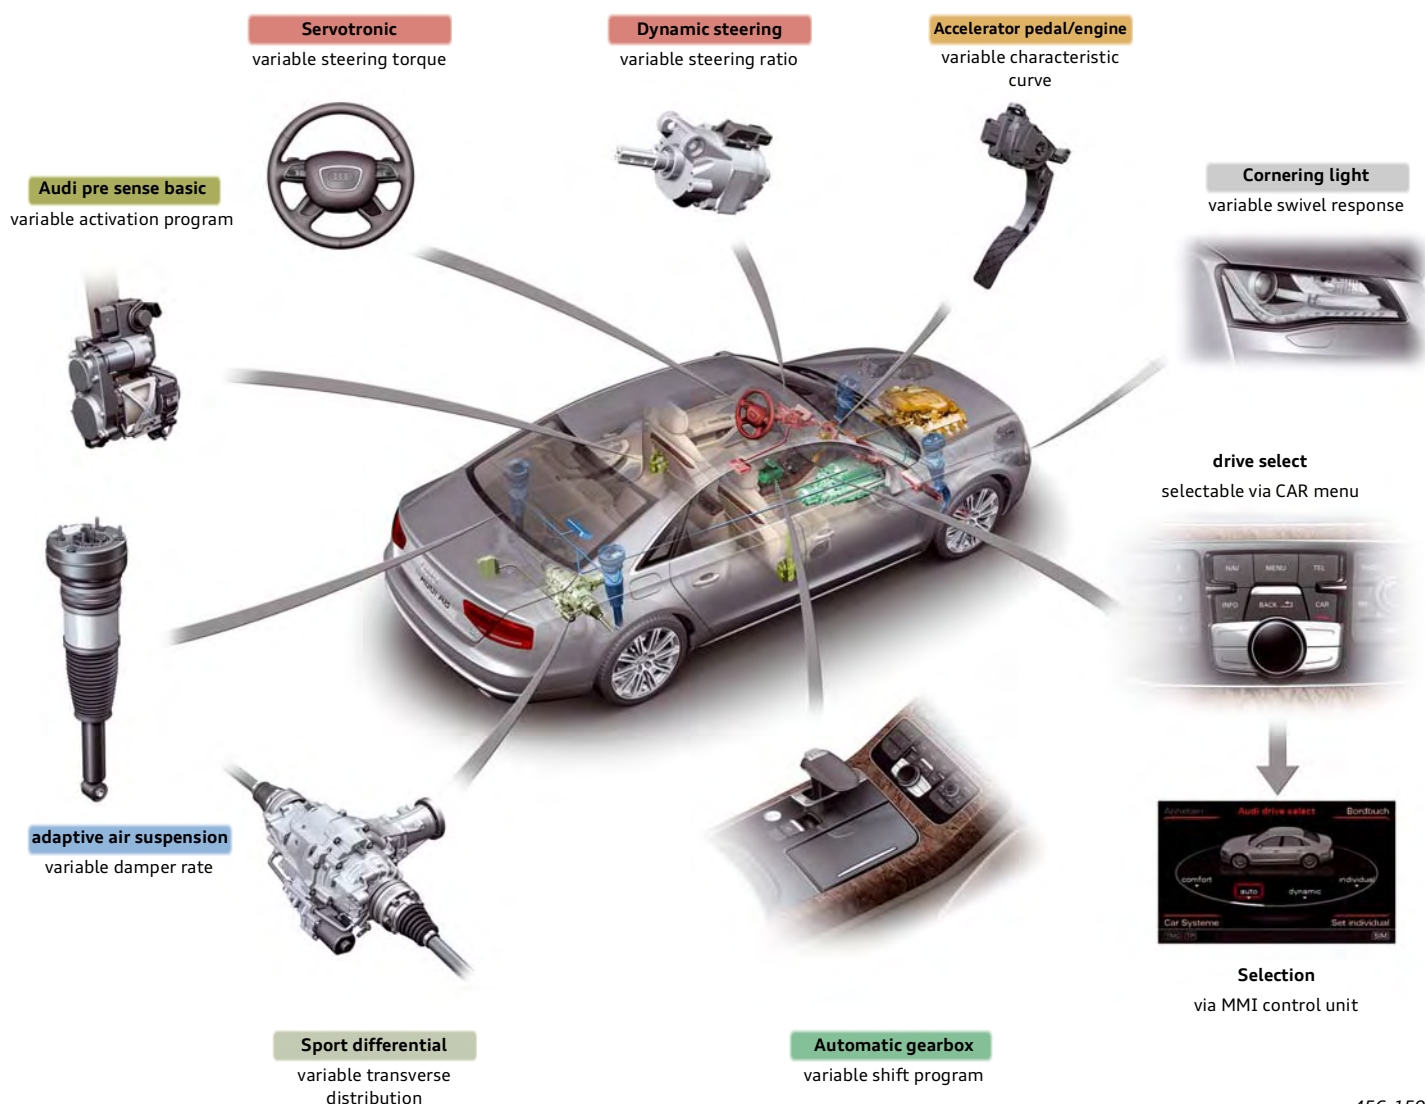 Servotronic
variable steering torque
Dynamic steering
variable steering ratio
Accelerator pedal/engine
variable characteristic
curve
Audi pre sense basic
variable activation program
Cornering light
variable swivel response
drive select
selectable via CAR menu
NAV
MENU
TEL
INFO
BACK
CAR
adaptive air suspension
variable damper rate
Audi drive select
Bordbuch
comfort
auto
dynamic
individual
Car Systeme
Set individual
TMC
TP
SIM
Selection
via MMI control unit
Sport differential
variable transverse
distribution
Automatic gearbox
variable shift program